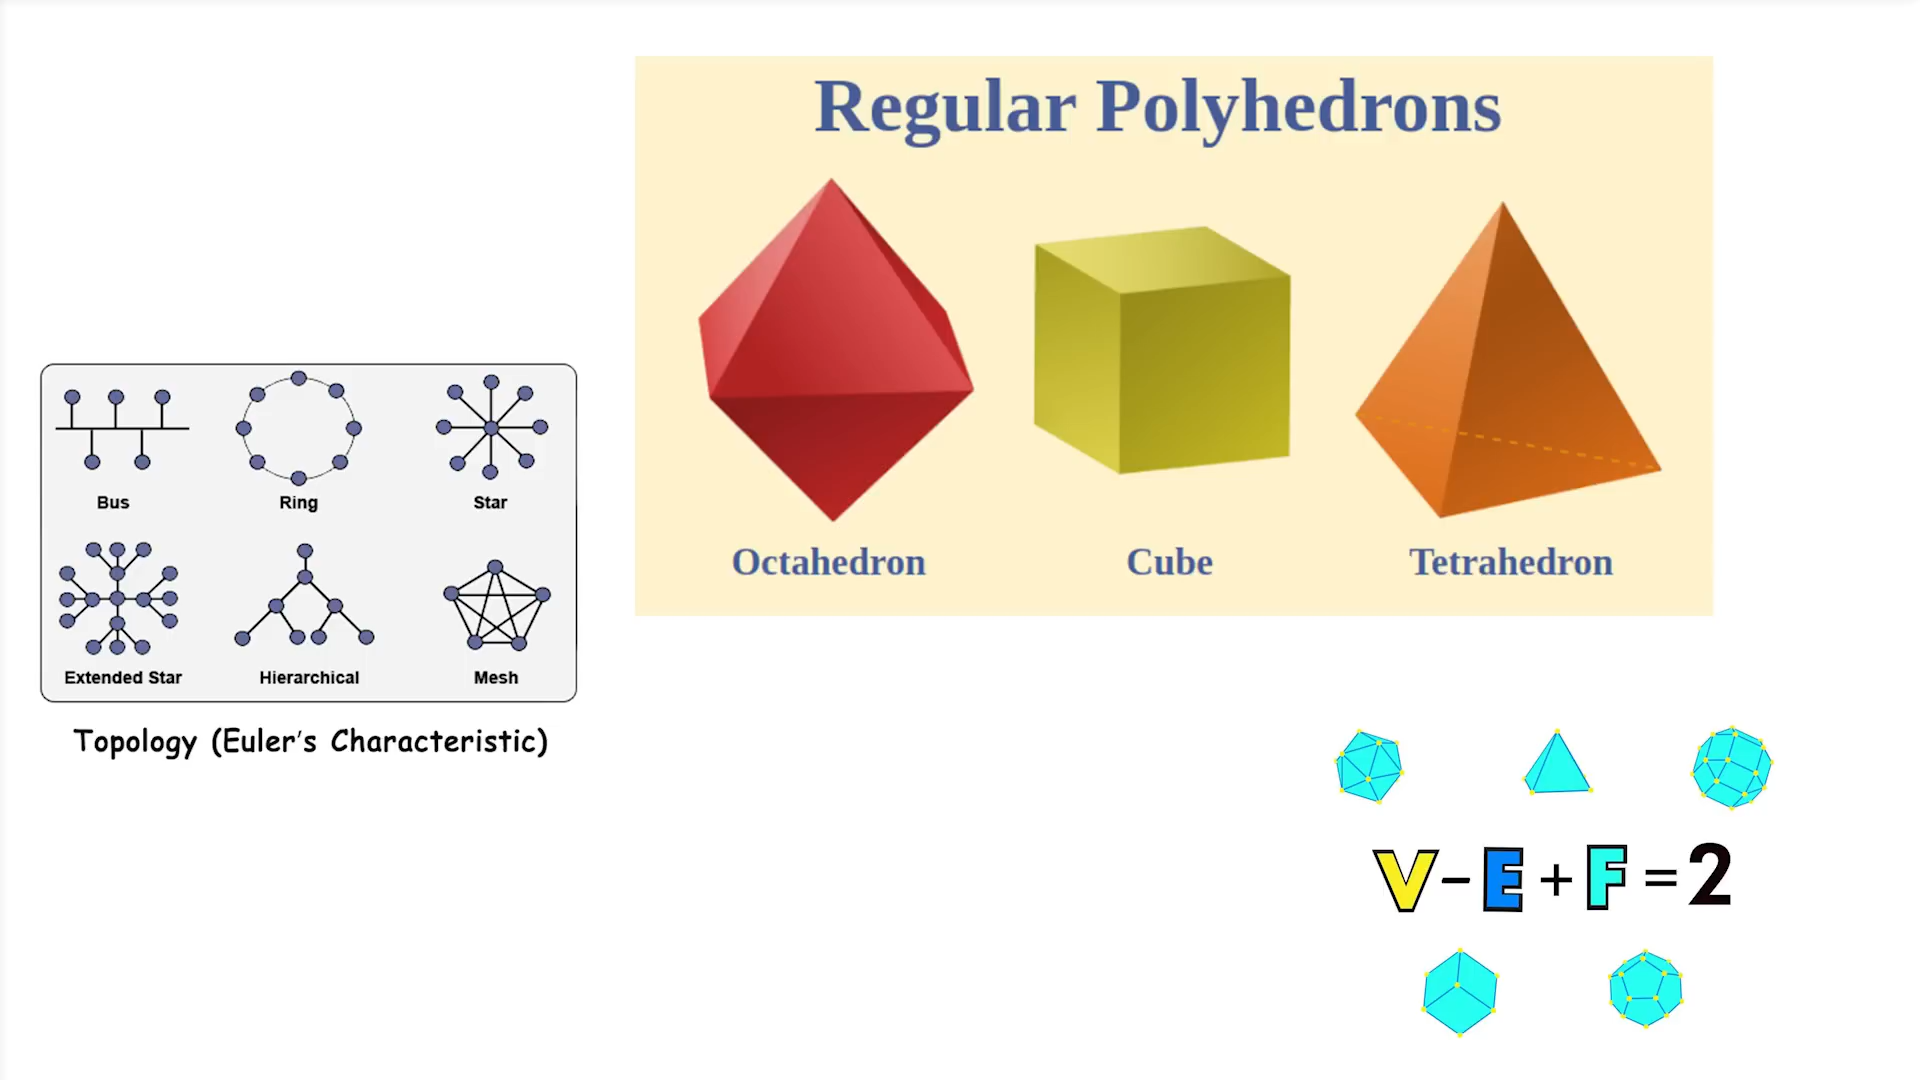 Regular Polyhedrons
Octahedron Cube Tetrahedron
Bus Ring Star
Extended Star Hierarchical Mesh
Topology (Euler's Characteristic)
V-E+F=2